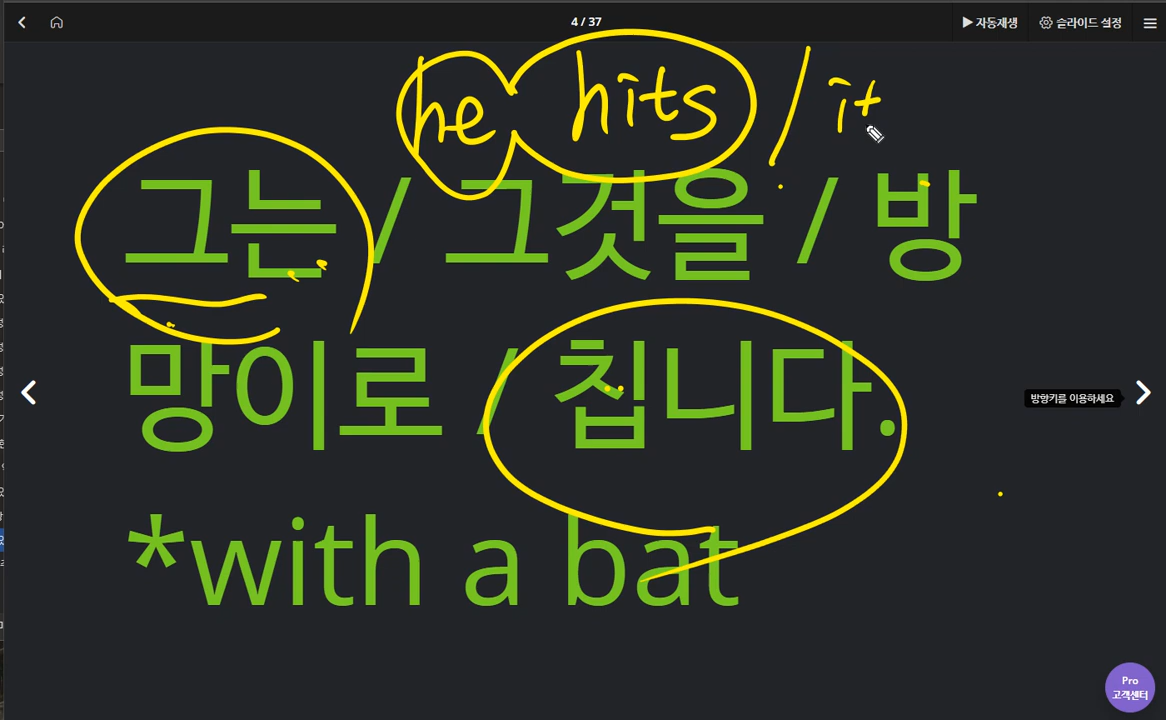 4 / 37
▶ 자동재생
슬라이드 설정
he hits / it
그는 / 그것을 / 방
망이로 / 칩니다.
방향키를 이용하세요
*with a bat
Pro
고객센터